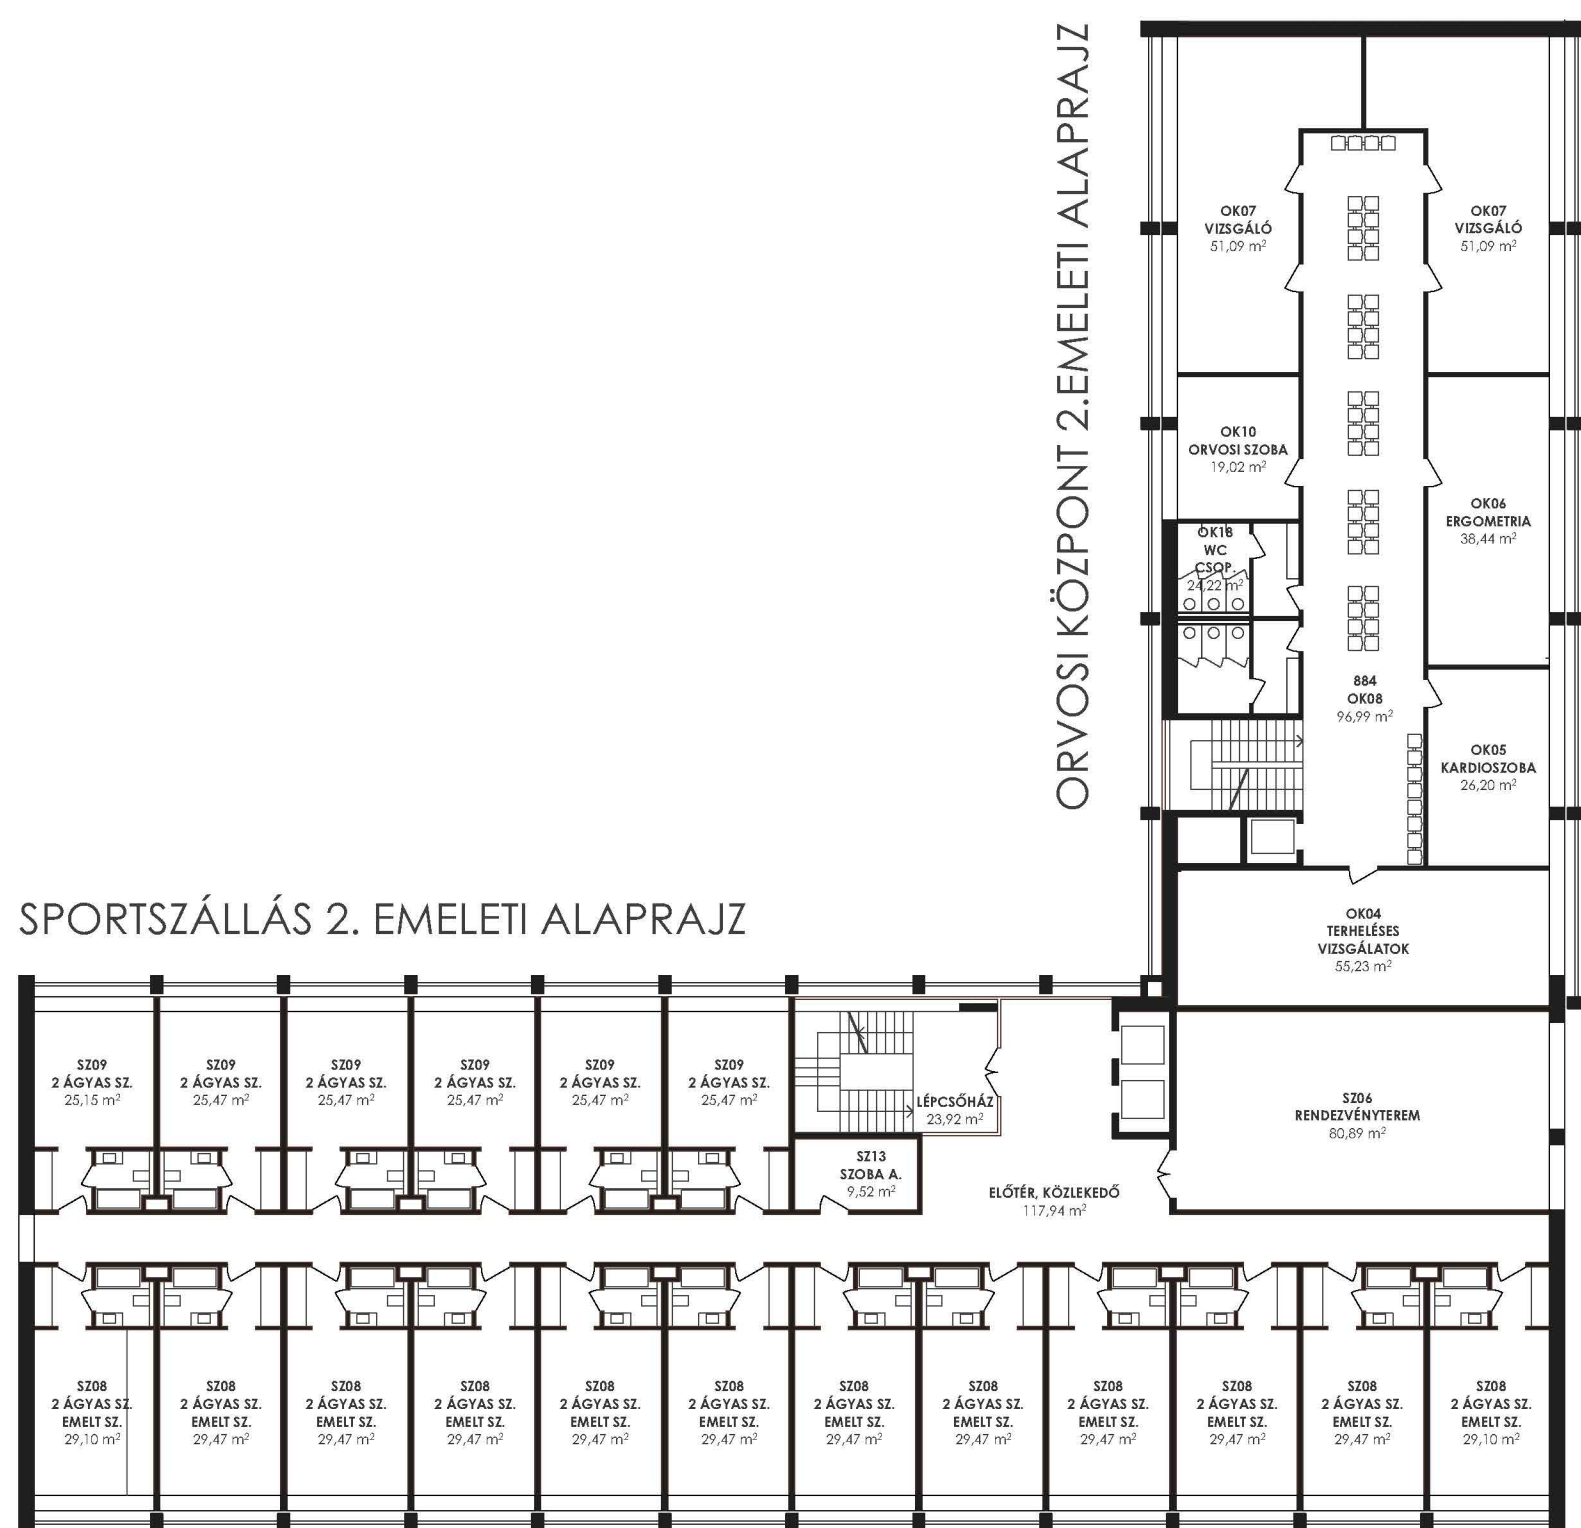 ORVOSI KÖZPONT 2.EMELETI ALAPRAJZ
OK07
VIZSGÁLÓ
51,09 m²
OK07
VIZSGÁLÓ
51,09 m²
OK10
ORVOSI SZOBA
19,02 m²
OK06
ERGOMETRIA
38,44 m²
OK18
WC
CSOP.
24,22 m²
884
OK08
96,99 m²
OK05
KARDIOSZOBA
26,20 m²
OK04
TERHELÉSES
VIZSGÁLATOK
55,23 m²
SPORTSZÁLLÁS 2. EMELETI ALAPRAJZ
SZ09
2 ÁGYAS SZ.
25,15 m²
SZ09
2 ÁGYAS SZ.
25,47 m²
SZ09
2 ÁGYAS SZ.
25,47 m²
SZ09
2 ÁGYAS SZ.
25,47 m²
SZ09
2 ÁGYAS SZ.
25,47 m²
SZ09
2 ÁGYAS SZ.
25,47 m²
LÉPCSŐHÁZ
23,92 m²
SZ06
RENDEZVÉNYTEREM
80,89 m²
SZ13
SZOBA A.
9,52 m²
ELŐTÉR, KÖZLEKEDŐ
117,94 m²
SZ08
2 ÁGYAS SZ.
EMELT SZ.
29,10 m²
SZ08
2 ÁGYAS SZ.
EMELT SZ.
29,47 m²
SZ08
2 ÁGYAS SZ.
EMELT SZ.
29,47 m²
SZ08
2 ÁGYAS SZ.
EMELT SZ.
29,47 m²
SZ08
2 ÁGYAS SZ.
EMELT SZ.
29,47 m²
SZ08
2 ÁGYAS SZ.
EMELT SZ.
29,47 m²
SZ08
2 ÁGYAS SZ.
EMELT SZ.
29,47 m²
SZ08
2 ÁGYAS SZ.
EMELT SZ.
29,47 m²
SZ08
2 ÁGYAS SZ.
EMELT SZ.
29,47 m²
SZ08
2 ÁGYAS SZ.
EMELT SZ.
29,47 m²
SZ08
2 ÁGYAS SZ.
EMELT SZ.
29,47 m²
SZ08
2 ÁGYAS SZ.
EMELT SZ.
29,10 m²